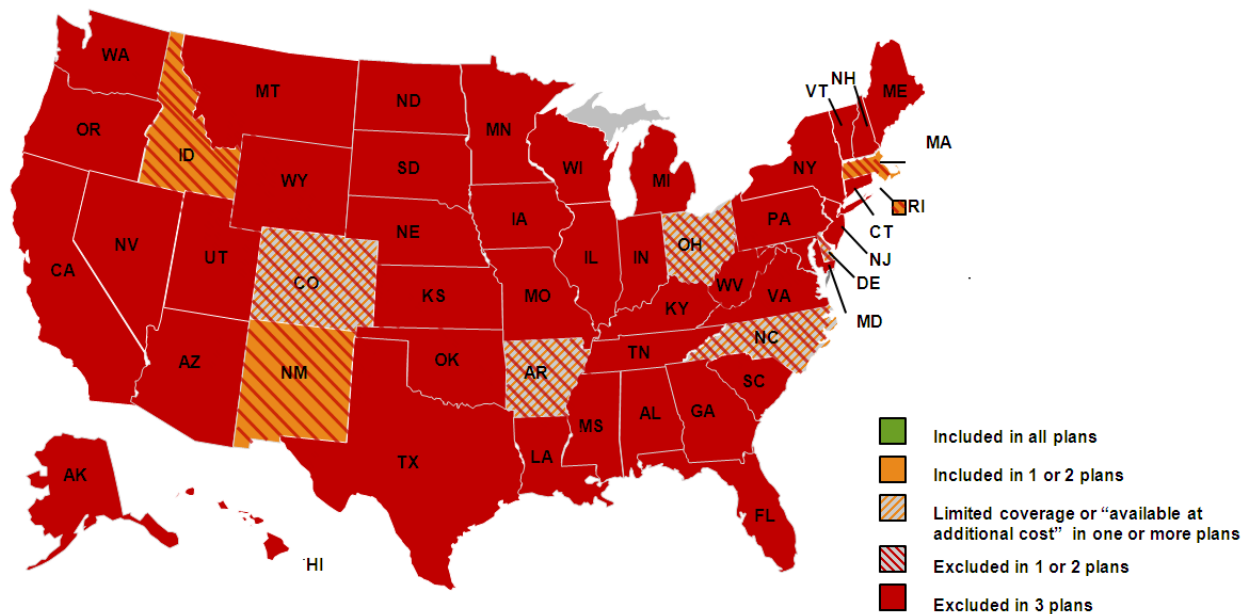 WA
MT
ND
MN
VT
NH
ME
OR
ID
SD
WI
MI
NY
MA
WY
IA
PA
RI
NV
NE
IL
IN
OH
CT
UT
NJ
CA
CO
KS
MO
WV
DE
KY
VA
MD
AZ
NM
OK
AR
TN
NC
SC
MS
AL
GA
TX
LA
AK
FL
HI
Included in all plans
Included in 1 or 2 plans
Limited coverage or “available at
additional cost” in one or more plans
Excluded in 1 or 2 plans
Excluded in 3 plans